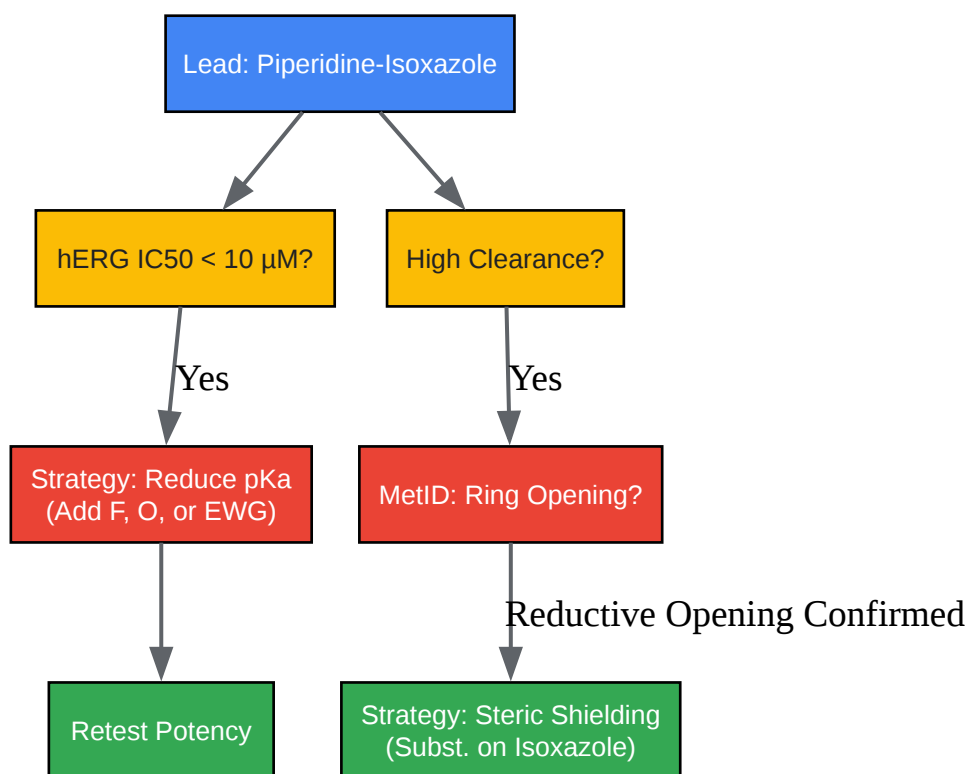 Lead: Piperidine-Isoxazole
hERG IC50 < 10 µM?
High Clearance?
Yes
Yes
Strategy: Reduce pKa
(Add F, O, or EWG)
MetID: Ring Opening?
Reductive Opening Confirmed
Retest Potency
Strategy: Steric Shielding
(Subst. on Isoxazole)